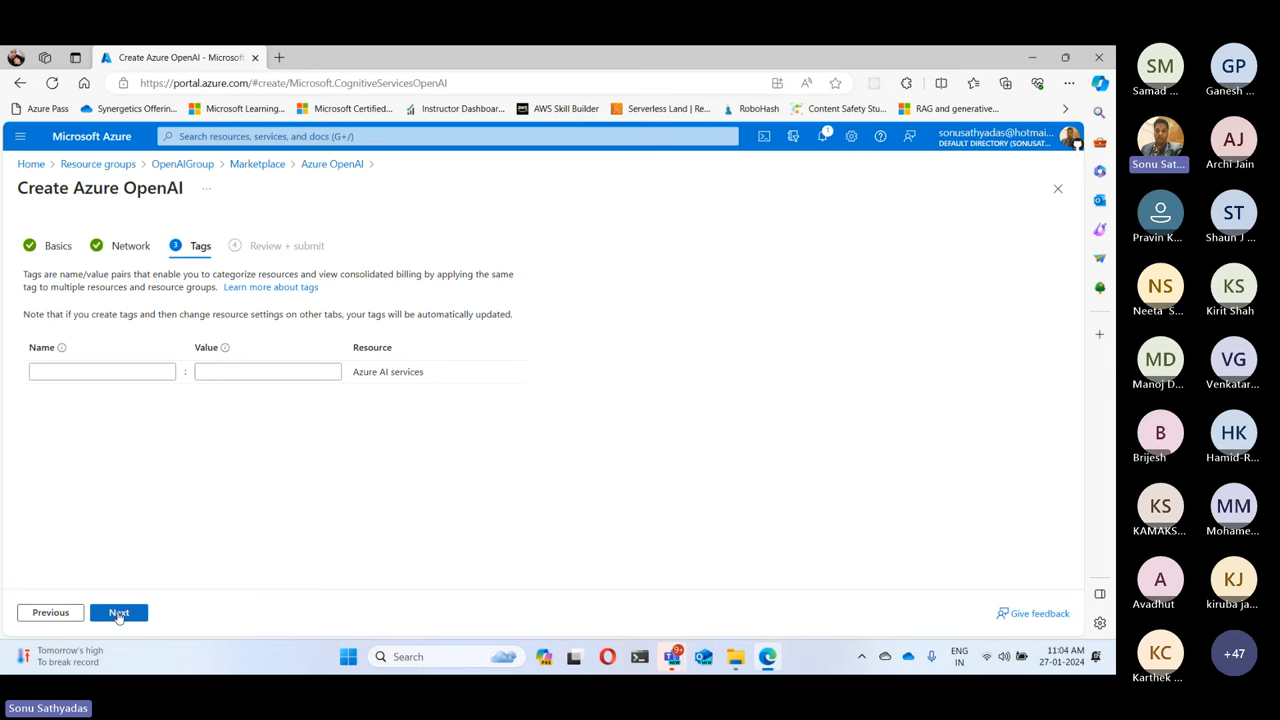 Create Azure OpenAI - Microsof
https://portal.azure.com/#create/Microsoft.CognitiveServicesOpenAI
Azure Pass
Synergetics Offerin...
Microsoft Learning...
Microsoft Certified...
Instructor Dashboar...
AWS Skill Builder
Serverless Land | Re...
RoboHash
Content Safety Stu...
RAG and generative...
Microsoft Azure
Search resources, services, and docs (G+/)
1
sonusathyadas@hotmai...
DEFAULT DIRECTORY (SONUSAT...
Home > Resource groups > OpenAIGroup > Marketplace > Azure OpenAI >
Create Azure OpenAI ...
Basics
Network
3 Tags
4 Review + submit
Tags are name/value pairs that enable you to categorize resources and view consolidated billing by applying the same
tag to multiple resources and resource groups. Learn more about tags
Note that if you create tags and then change resource settings on other tabs, your tags will be automatically updated.
Name Value Resource
: Azure AI services
Previous
Next
Give feedback
Tomorrow's high
To break record
Search
9+
NEW
NEW
ENG
IN
11:04 AM
27-01-2024
Sonu Sathyadas
SM
Samad ...
GP
Ganesh ...
Sonu Sat...
AJ
Archi Jain
Pravin K...
ST
Shaun J ...
NS
Neeta S...
KS
Kirit Shah
MD
Manoj D...
VG
Venkatar...
B
Brijesh
HK
Hamid-R...
KS
KAMAKS...
MM
Mohame...
A
Avadhut
KJ
kiruba ja...
KC
Karthek ...
+47